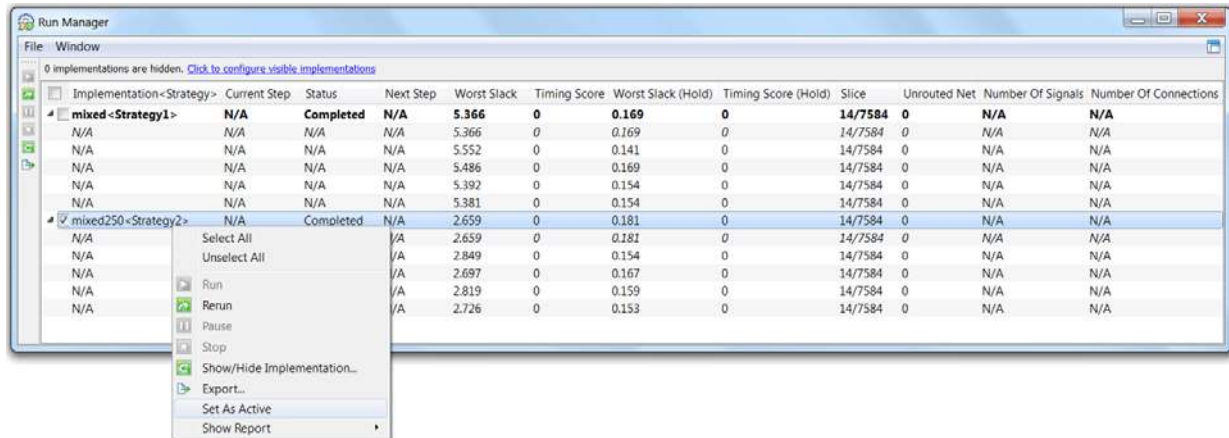 Run Manager
File Window
0 implementations are hidden. Click to configure visible implementations
Implementation<Strategy> Current Step Status Next Step Worst Slack Timing Score Worst Slack (Hold) Timing Score (Hold) Slice Unrouted Net Number Of Signals Number Of Connections
mixed<Strategy1> N/A Completed N/A 5.366 0 0.169 0 14/7584 0 N/A N/A
N/A N/A N/A N/A 5.366 0 0.169 0 14/7584 0 N/A N/A
N/A N/A N/A N/A 5.552 0 0.141 0 14/7584 0 N/A N/A
N/A N/A N/A N/A 5.486 0 0.169 0 14/7584 0 N/A N/A
N/A N/A N/A N/A 5.392 0 0.154 0 14/7584 0 N/A N/A
N/A N/A N/A N/A 5.381 0 0.154 0 14/7584 0 N/A N/A
mixed250<Strategy2> N/A Completed N/A 2.659 0 0.181 0 14/7584 0 N/A N/A
N/A /A 2.659 0 0.181 0 14/7584 0 N/A N/A
N/A /A 2.849 0 0.154 0 14/7584 0 N/A N/A
N/A /A 2.697 0 0.167 0 14/7584 0 N/A N/A
N/A /A 2.819 0 0.159 0 14/7584 0 N/A N/A
N/A /A 2.726 0 0.153 0 14/7584 0 N/A N/A
Select All
Unselect All
Run
Rerun
Pause
Stop
Show/Hide Implementation...
Export...
Set As Active
Show Report